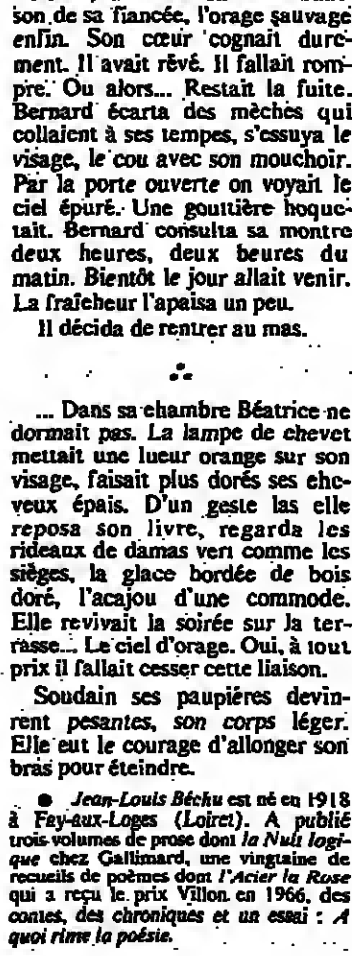 son de sa fiancée, l'orage sauvage
enfin. Son cœur cognait dure-
ment. Il avait rêvé. Il fallait rom-
pre. Ou alors... Restait la fuite.
Bernard écarta des mèches qui
collaient à ses tempes, s'essuya le
visage, le cou avec son mouchoir.
Par la porte ouverte on voyait le
ciel épuré. Une gouttière hoque-
tait. Bernard consulta sa montre
deux heures, deux heures du
matin. Bientôt le jour allait venir.
La fraîcheur l'apaisa un peu.
Il décida de rentrer au mas.
... Dans sa chambre Béatrice ne
dormait pas. La lampe de chevet
mettait une lueur orange sur son
visage, faisait plus dorés ses che-
veux épais. D'un geste las elle
reposa son livre, regarda les
rideaux de damas vert comme les
sièges, la glace bordée de bois
doré, l'acajou d'une commode.
Elle revivait la soirée sur la ter-
rasse... Le ciel d'orage. Oui, à tout
prix il fallait cesser cette liaison.
Soudain ses paupières devin-
rent pesantes, son corps léger.
Elle eut le courage d'allonger son
bras pour éteindre.
● Jean-Louis Béchu est né en 1918
à Fay-aux-Loges (Loiret). A publié
trois volumes de prose dont la Nuit logi-
que chez Gallimard, une vingtaine de
recueils de poèmes dont l'Acier la Rose
qui a reçu le prix Villon en 1966, des
contes, des chroniques et un essai : A
quoi rime la poésie.